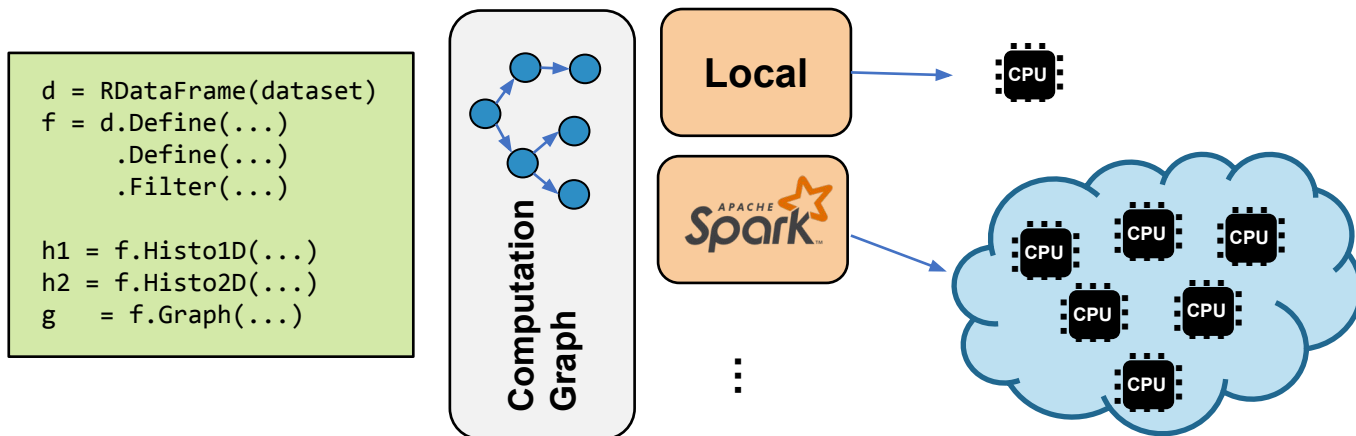 d = RDataFrame(dataset)
f = d.Define(...)
     .Define(...)
     .Filter(...)
h1 = f.Histo1D(...)
h2 = f.Histo2D(...)
g   = f.Graph(...)
Computation
Graph
Local
APACHE
Spark™
...
CPU
CPU
CPU
CPU
CPU
CPU
CPU